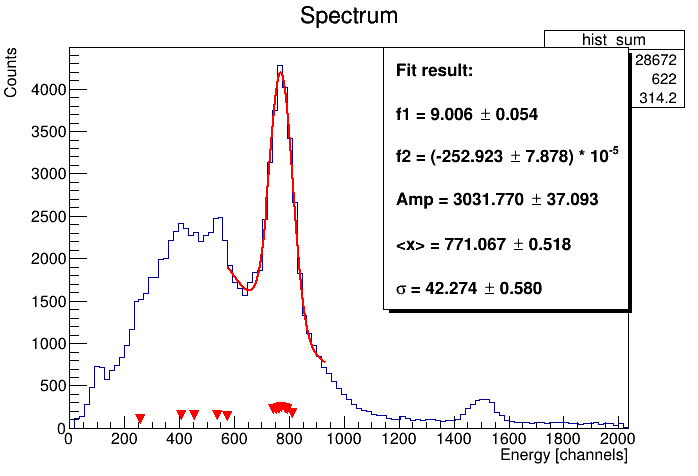 Spectrum
hist sum
28672
622
314.2
Counts
Fit result:
f1 = 9.006 ± 0.054
f2 = (-252.923 ± 7.878) * 10⁻⁵
Amp = 3031.770 ± 37.093
<x> = 771.067 ± 0.518
σ = 42.274 ± 0.580
4000
3500
3000
2500
2000
1500
1000
500
0
0 200 400 600 800 1000 1200 1400 1600 1800 2000
Energy [channels]